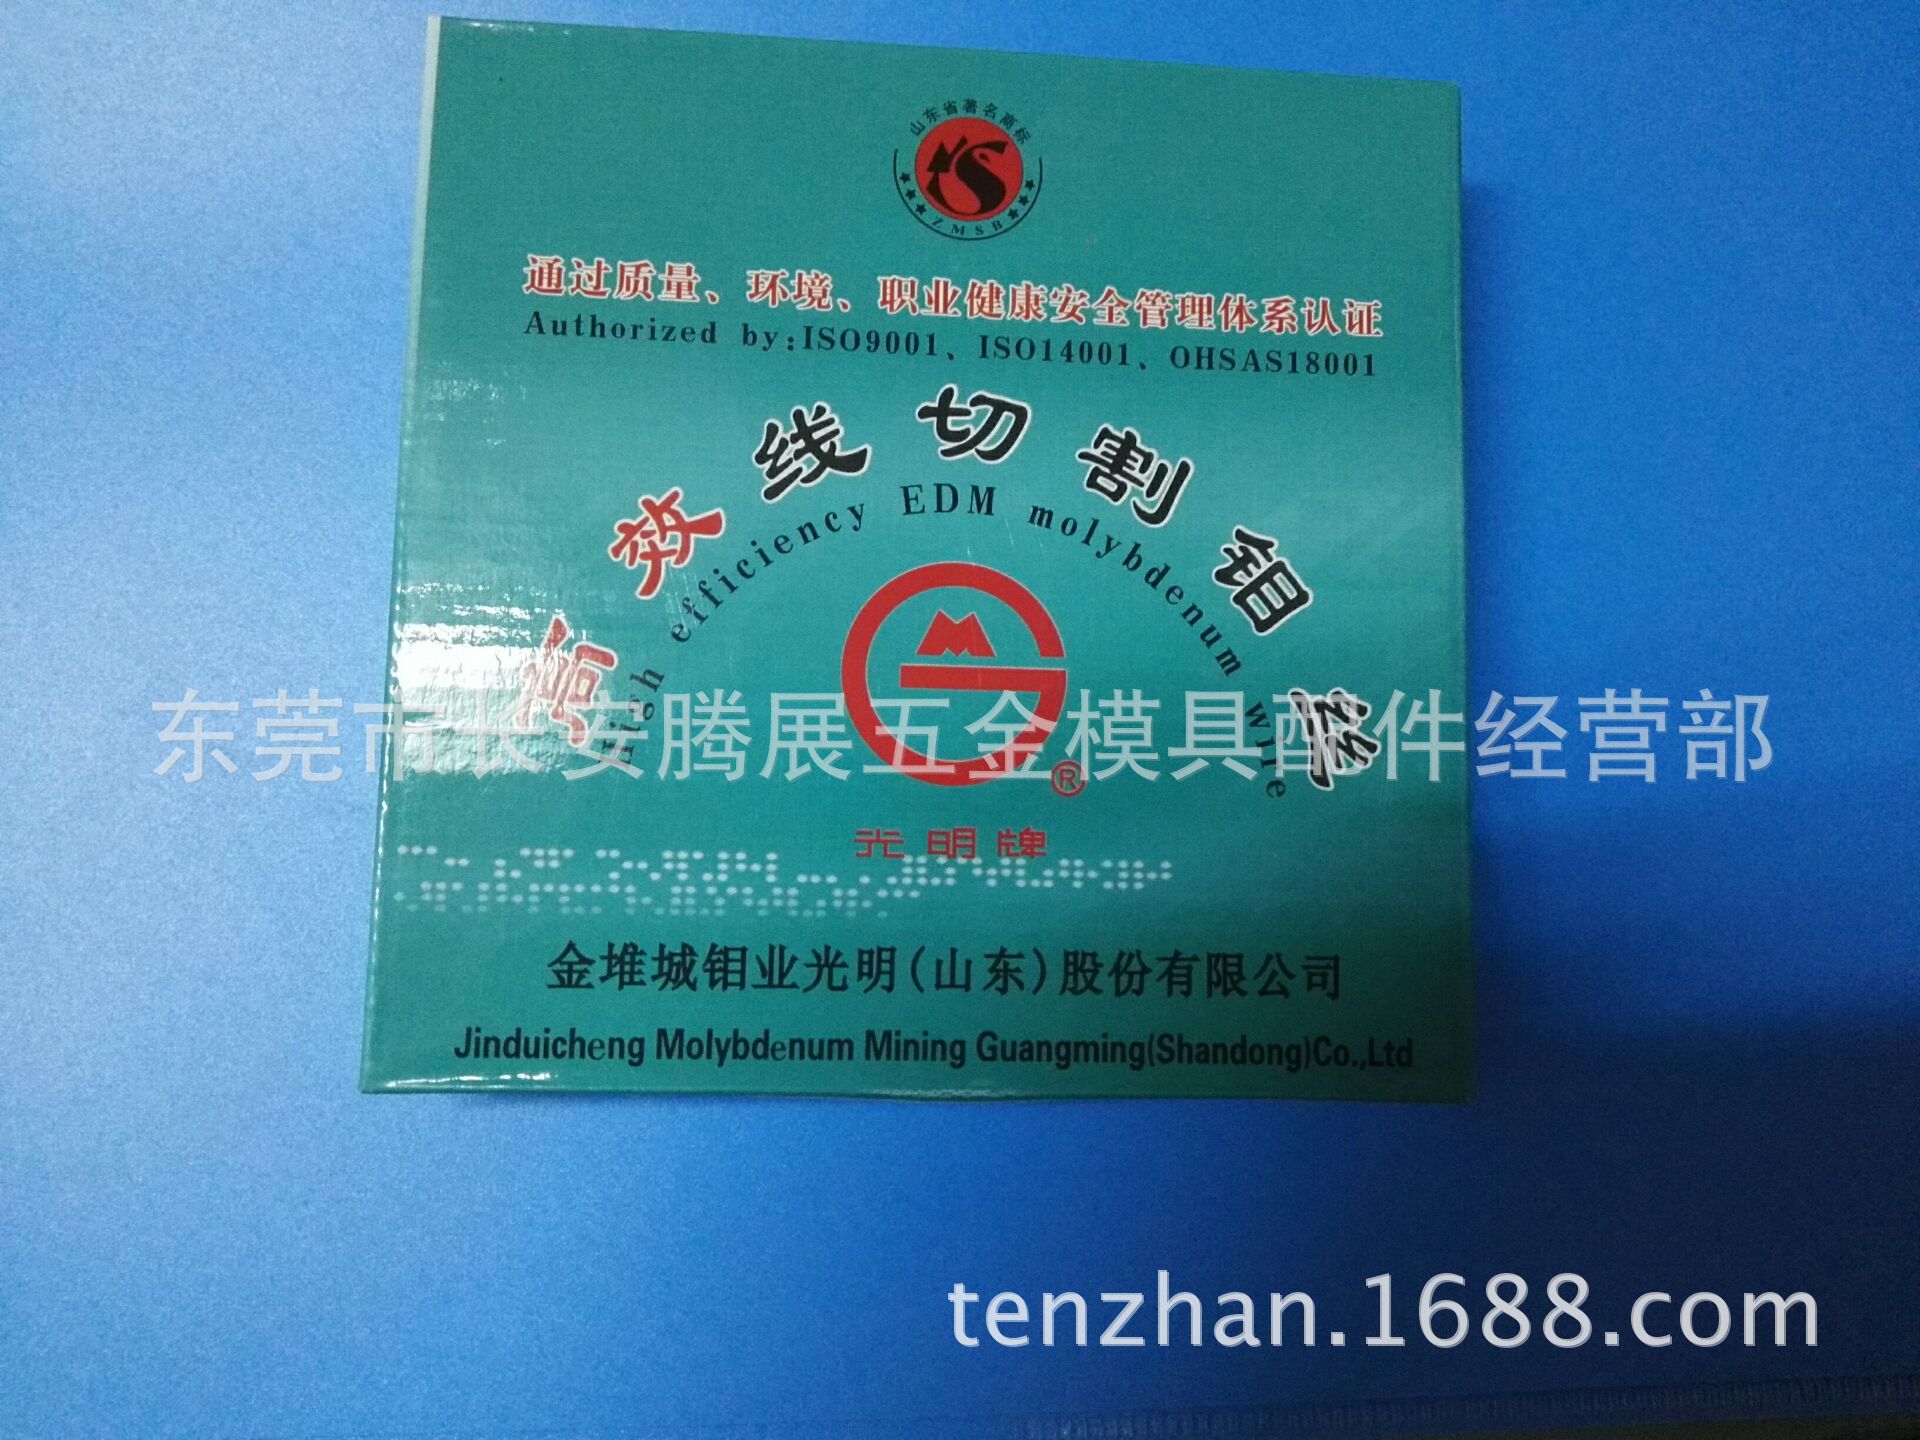 山东省著名商标
ZMSB
通过质量、环境、职业健康安全管理体系认证
Authorized by:ISO9001、ISO14001、OHSAS18001
高效线切割钼丝
High efficiency EDM molybdenum wire
®
光明牌
东莞市长安腾展五金模具配件经营部
金堆城钼业光明(山东)股份有限公司
Jinduicheng Molybdenum Mining Guangming(Shandong)Co.,Ltd
tenzhan.1688.com